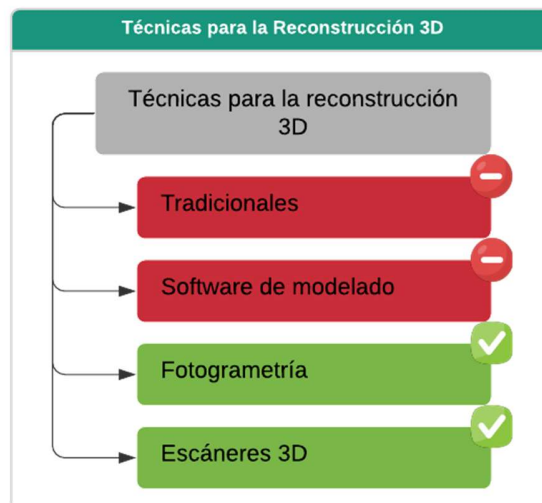 Técnicas para la Reconstrucción 3D
Técnicas para la reconstrucción
3D
Tradicionales
Software de modelado
Fotogrametría
Escáneres 3D